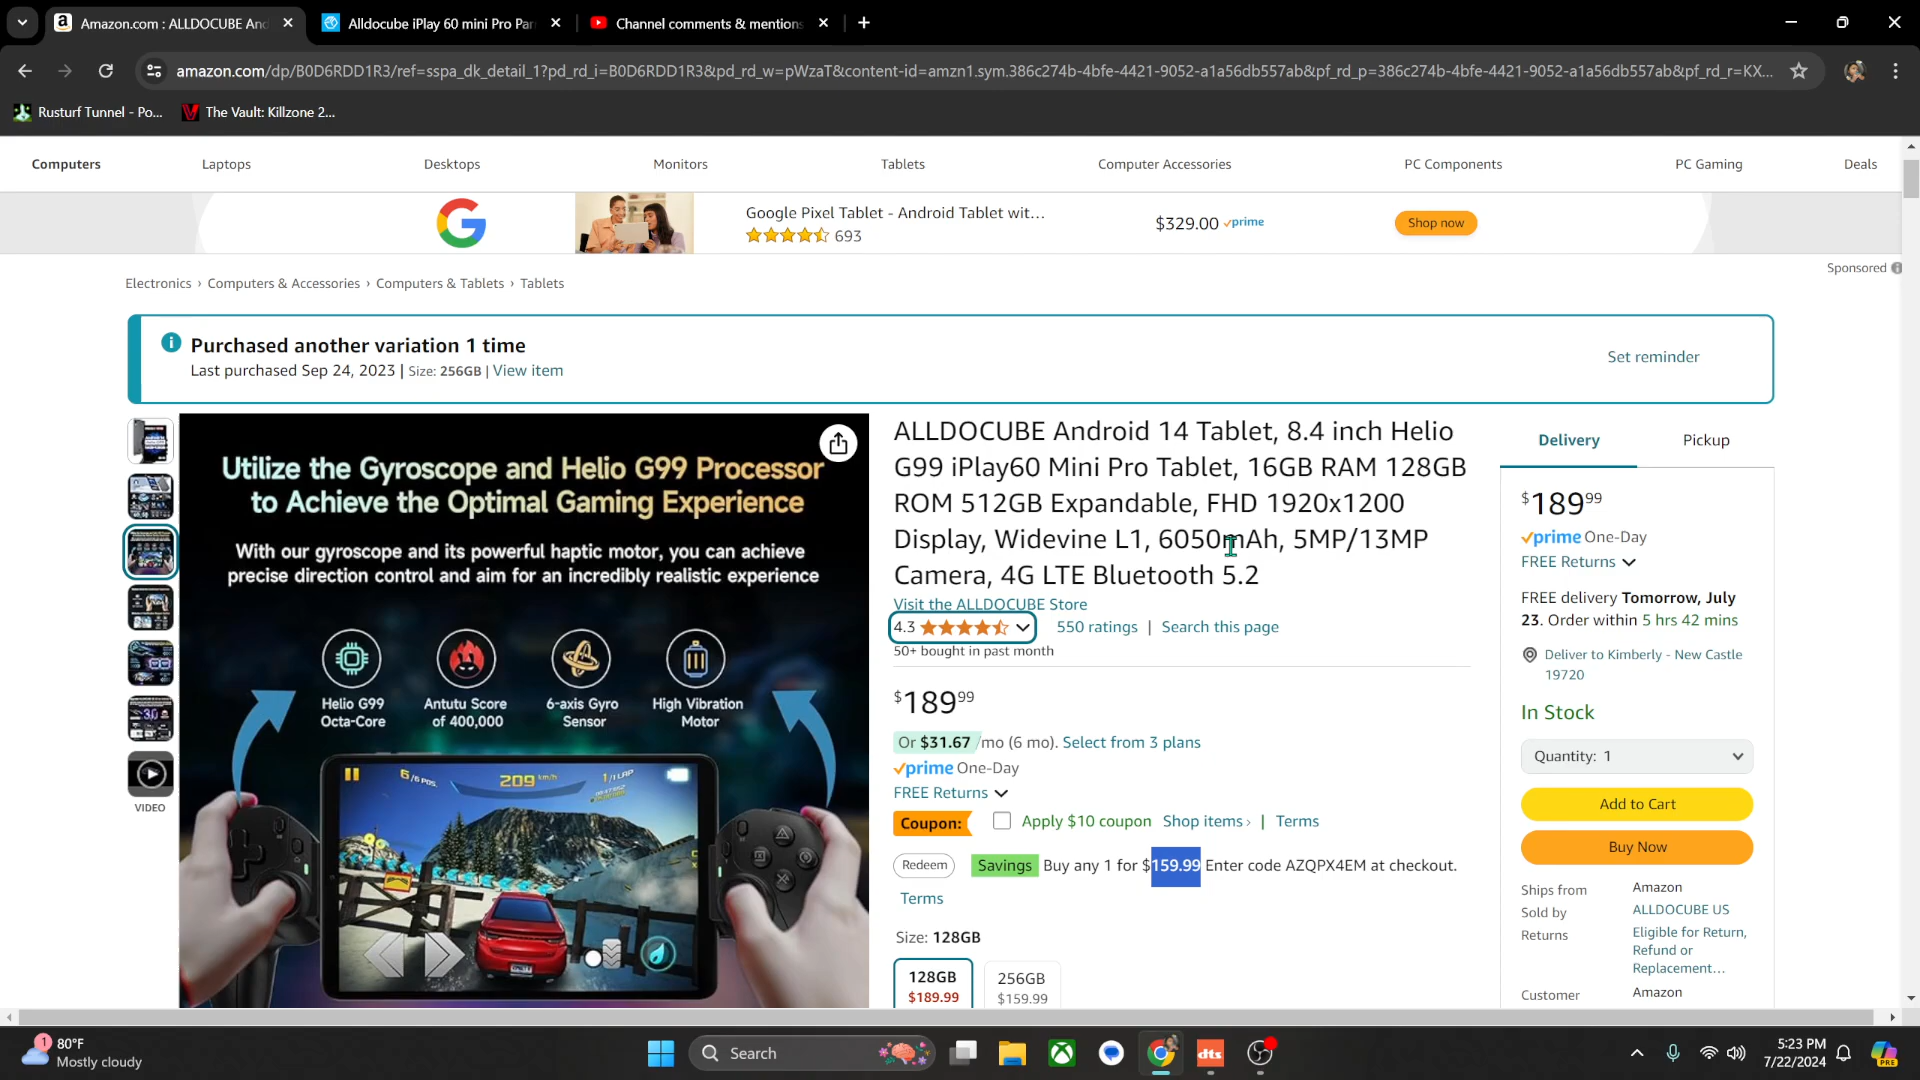 Amazon.com : ALLDOCUBE And
Alldocube iPlay 60 mini Pro Par
Channel comments & mentions
amazon.com/dp/B0D6RDD1R3/ref=sspa_dk_detail_1?pd_rd_i=B0D6RDD1R3&pd_rd_w=pWzaT&content-id=amzn1.sym.386c274b-4bfe-4421-9052-a1a56db557ab&pf_rd_p=386c274b-4bfe-4421-9052-a1a56db557ab&pf_rd_r=KX...
Rusturf Tunnel - Po...
The Vault: Killzone 2...
Computers
Laptops
Desktops
Monitors
Tablets
Computer Accessories
PC Components
PC Gaming
Deals
Google Pixel Tablet - Android Tablet wit...
693
$329.00 prime
Shop now
Sponsored
Electronics › Computers & Accessories › Computers & Tablets › Tablets
Purchased another variation 1 time
Last purchased Sep 24, 2023 | Size: 256GB | View item
Set reminder
VIDEO
Utilize the Gyroscope and Helio G99 Processor
to Achieve the Optimal Gaming Experience
With our gyroscope and its powerful haptic motor, you can achieve
precise direction control and aim for an incredibly realistic experience
Helio G99
Octa-Core
Antutu Score
of 400,000
6-axis Gyro
Sensor
High Vibration
Motor
6/6 POS.
209 km/h
1/1 LAP
ALLDOCUBE Android 14 Tablet, 8.4 inch Helio
G99 iPlay60 Mini Pro Tablet, 16GB RAM 128GB
ROM 512GB Expandable, FHD 1920x1200
Display, Widevine L1, 6050mAh, 5MP/13MP
Camera, 4G LTE Bluetooth 5.2
Visit the ALLDOCUBE Store
4.3
550 ratings | Search this page
50+ bought in past month
$189 99
Or $31.67 /mo (6 mo). Select from 3 plans
prime One-Day
FREE Returns
Coupon: Apply $10 coupon Shop items › | Terms
Redeem Savings Buy any 1 for $159.99 Enter code AZQPX4EM at checkout.
Terms
Size: 128GB
128GB
$189.99
256GB
$159.99
Delivery
Pickup
$189 99
prime One-Day
FREE Returns
FREE delivery Tomorrow, July
23. Order within 5 hrs 42 mins
Deliver to Kimberly - New Castle
19720
In Stock
Quantity: 1
Add to Cart
Buy Now
Ships from Amazon
Sold by ALLDOCUBE US
Returns Eligible for Return,
Refund or
Replacement...
Customer Amazon
1
80°F
Mostly cloudy
Search
dts
5:23 PM
7/22/2024
PRE